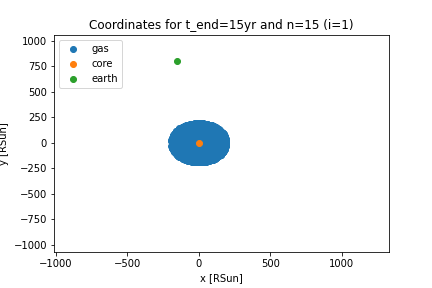 Coordinates for t_end=15yr and n=15 (i=1)
gas
core
earth
1000
750
500
250
0
−250
−500
−750
−1000
y [RSun]
−1000
−500
0
500
1000
x [RSun]